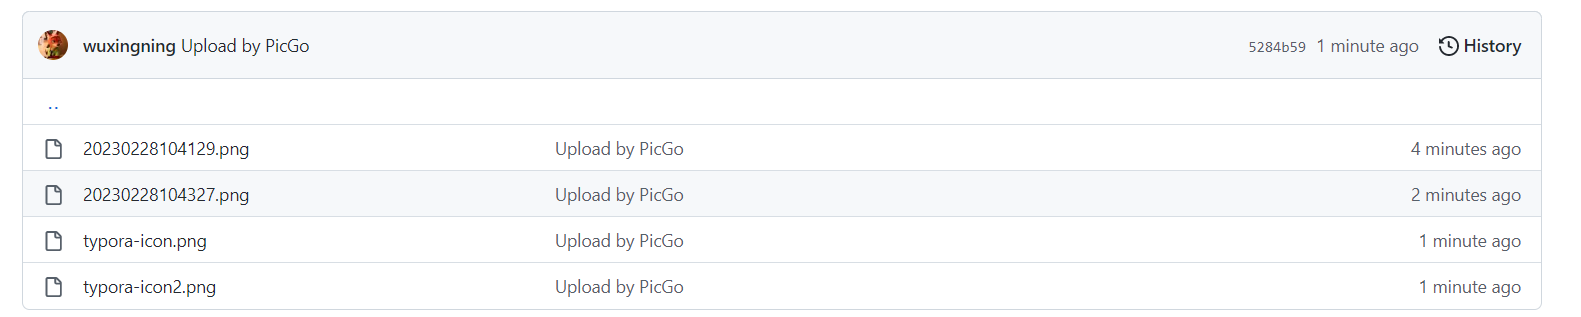 wuxingning Upload by PicGo 5284b59 1 minute ago History
..
20230228104129.png Upload by PicGo 4 minutes ago
20230228104327.png Upload by PicGo 2 minutes ago
typora-icon.png Upload by PicGo 1 minute ago
typora-icon2.png Upload by PicGo 1 minute ago